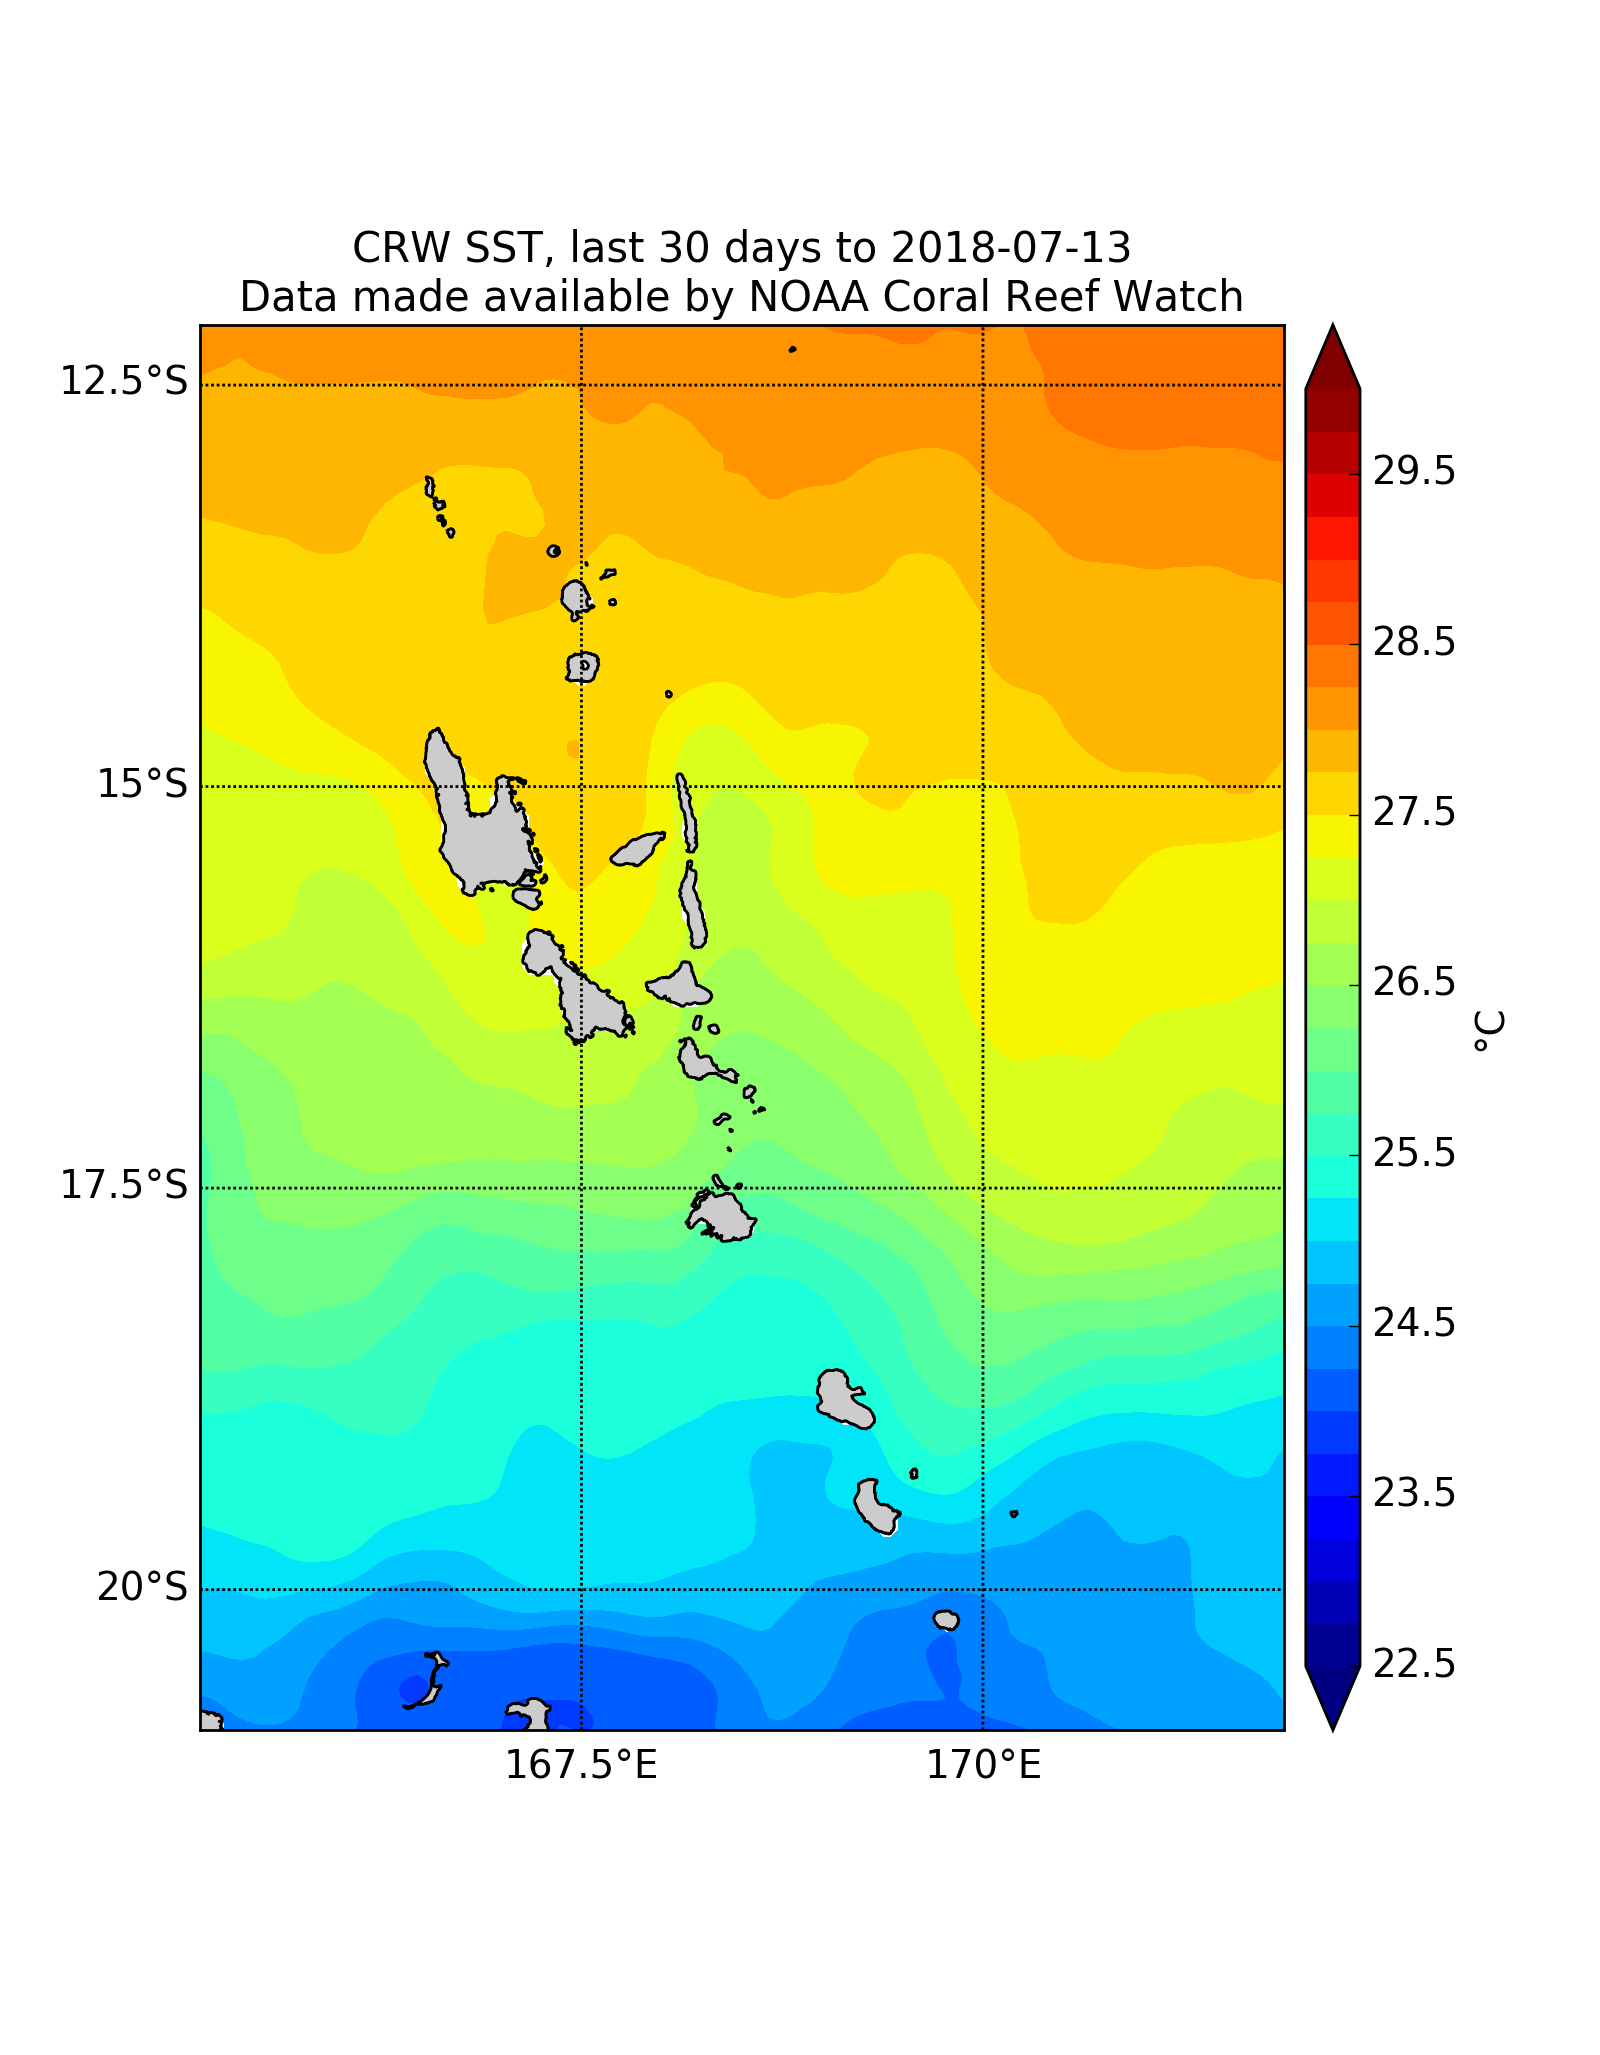 CRW SST, last 30 days to 2018-07-13
Data made available by NOAA Coral Reef Watch
12.5°S
15°S
17.5°S
20°S
167.5°E
170°E
29.5
28.5
27.5
26.5
25.5
24.5
23.5
22.5
°C